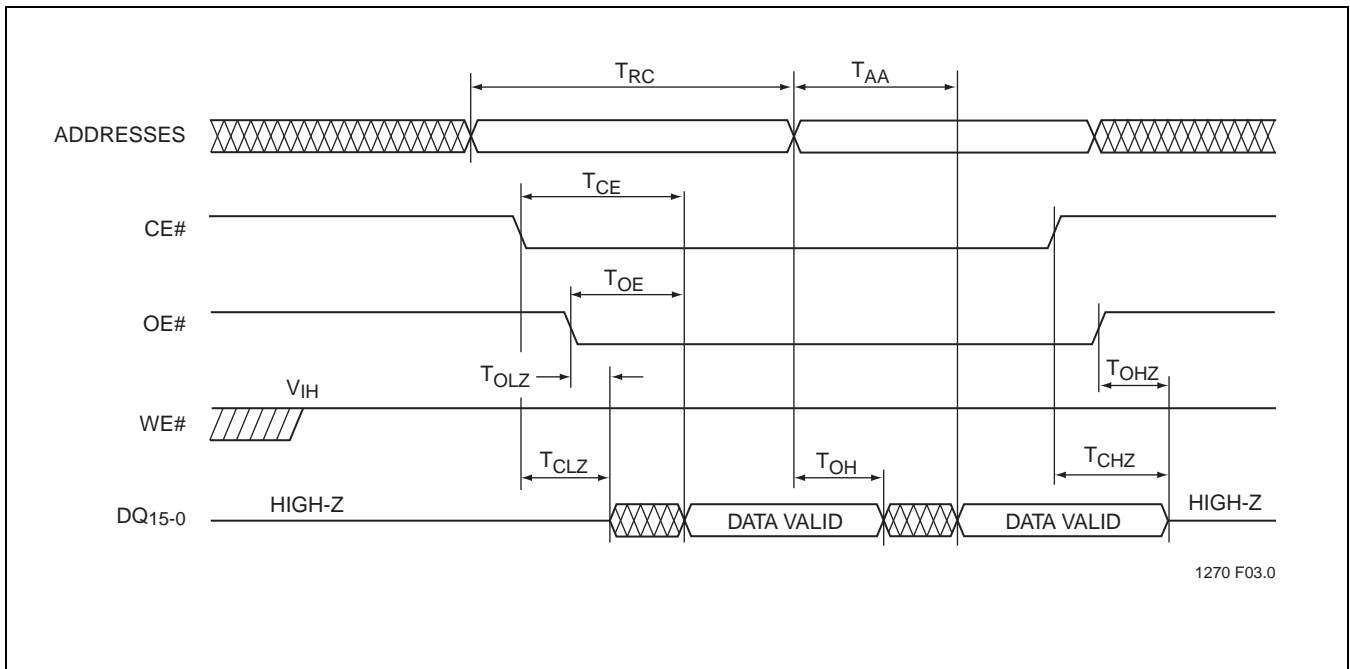 TRC
TAA
ADDRESSES
TCE
CE#
TOE
OE#
TOLZ
TOHZ
VIH
WE#
TCLZ
TOH
TCHZ
HIGH-Z
HIGH-Z
DQ15-0
DATA VALID
DATA VALID
1270 F03.0